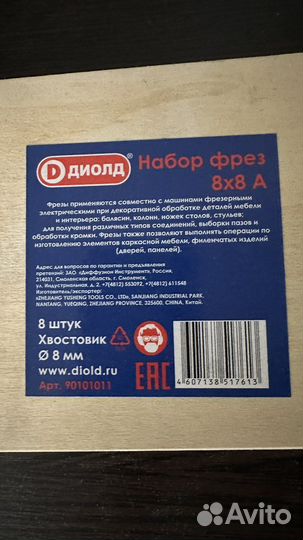 ДИОЛД®
Набор фрез
8х8 А
Фрезы применяются совместно с машинами фрезерными
электрическими при декоративной обработке деталей мебели
и интерьера: балясин, колонн, ножек столов, стульев;
для получения различных типов соединений, выборки пазов и
обработки кромки. Фрезы также позволяют выполнять операции по
изготовлению элементов каркасной мебели, филенчатых изделий
(дверей, панелей).
Адрес для вопросов по гарантии и предъявления
претензий: ЗАО «Диффузион Инструмент», Россия,
214031, Смоленская область, г. Смоленск,
ул. Индустриальная, д. 2, +7(4812) 553092, +7(4812) 611548
Изготовитель/экспортер:
«ZHEJIANG YUSHENG TOOLS CO., LTD», SANJIANG INDUSTRIAL PARK,
NANTANG, YUEQING, ZHEJIANG PROVINCE, 325600, CHINA, Китай.
8 штук
Хвостовик
Ø 8 мм
www.diold.ru
Арт. 90101011
EAC
4 607138 517613
Avito